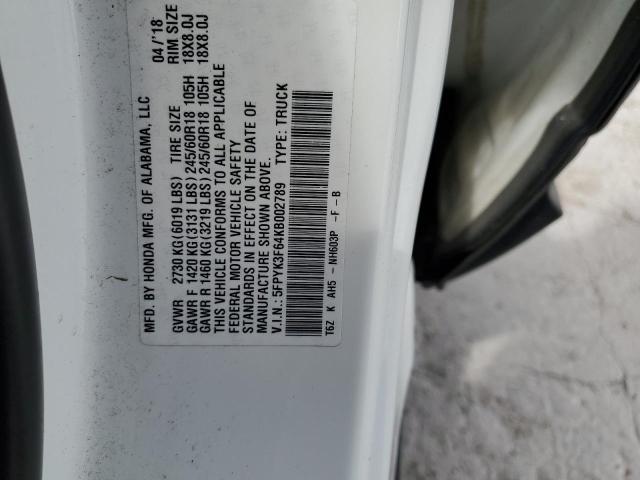 MFD. BY HONDA MFG. OF ALABAMA, LLC 04/'18
GVWR 2730 KG(6019 LBS) TIRE SIZE RIM SIZE
GAWR F 1420 KG(3131 LBS) 245/60R18 105H 18X8.0J
GAWR R 1460 KG(3219 LBS) 245/60R18 105H 18X8.0J
THIS VEHICLE CONFORMS TO ALL APPLICABLE
FEDERAL MOTOR VEHICLE SAFETY
STANDARDS IN EFFECT ON THE DATE OF
MANUFACTURE SHOWN ABOVE.
V.I.N.: 5FPYK3F64KB002789 TYPE: TRUCK
T6Z K AH5 - NH603P -F -B